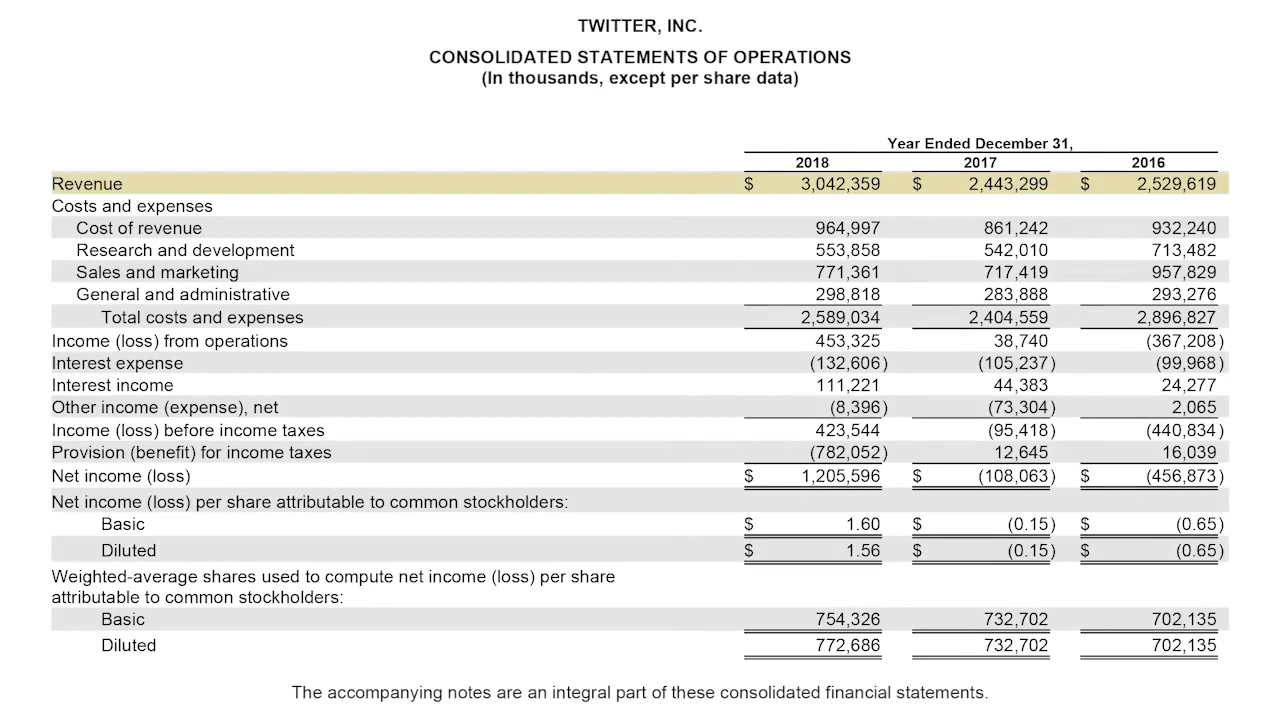 TWITTER, INC.
CONSOLIDATED STATEMENTS OF OPERATIONS
(In thousands, except per share data)
Year Ended December 31,
2018 2017 2016
Revenue $ 3,042,359 $ 2,443,299 $ 2,529,619
Costs and expenses
Cost of revenue 964,997 861,242 932,240
Research and development 553,858 542,010 713,482
Sales and marketing 771,361 717,419 957,829
General and administrative 298,818 283,888 293,276
Total costs and expenses 2,589,034 2,404,559 2,896,827
Income (loss) from operations 453,325 38,740 (367,208)
Interest expense (132,606) (105,237) (99,968)
Interest income 111,221 44,383 24,277
Other income (expense), net (8,396) (73,304) 2,065
Income (loss) before income taxes 423,544 (95,418) (440,834)
Provision (benefit) for income taxes (782,052) 12,645 16,039
Net income (loss) $ 1,205,596 $ (108,063) $ (456,873)
Net income (loss) per share attributable to common stockholders:
Basic $ 1.60 $ (0.15) $ (0.65)
Diluted $ 1.56 $ (0.15) $ (0.65)
Weighted-average shares used to compute net income (loss) per share
attributable to common stockholders:
Basic 754,326 732,702 702,135
Diluted 772,686 732,702 702,135
The accompanying notes are an integral part of these consolidated financial statements.